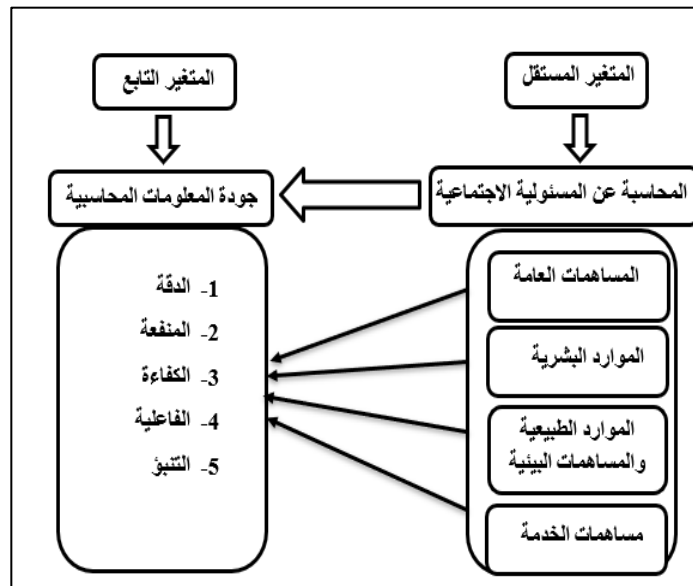 المتغير المستقل
المتغير التابع
المحاسبة عن المسئولية الاجتماعية
جودة المعلومات المحاسبية
المساهمات العامة
الموارد البشرية
الموارد الطبيعية
والمساهمات البيئية
مساهمات الخدمة
1- الدقة
2- المنفعة
3- الكفاءة
4- الفاعلية
5- التنبؤ